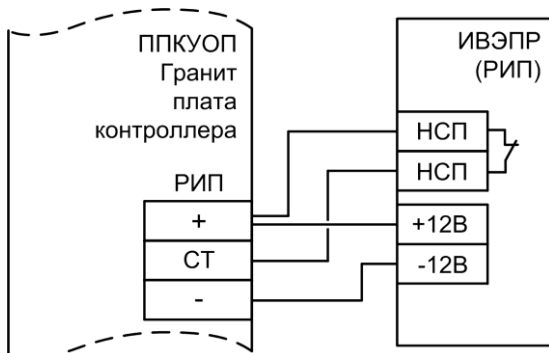 ППКУОП
Гранит
плата
контроллера
РИП
+
СТ
-
ИВЭПР
(РИП)
НСП
НСП
+12В
-12В